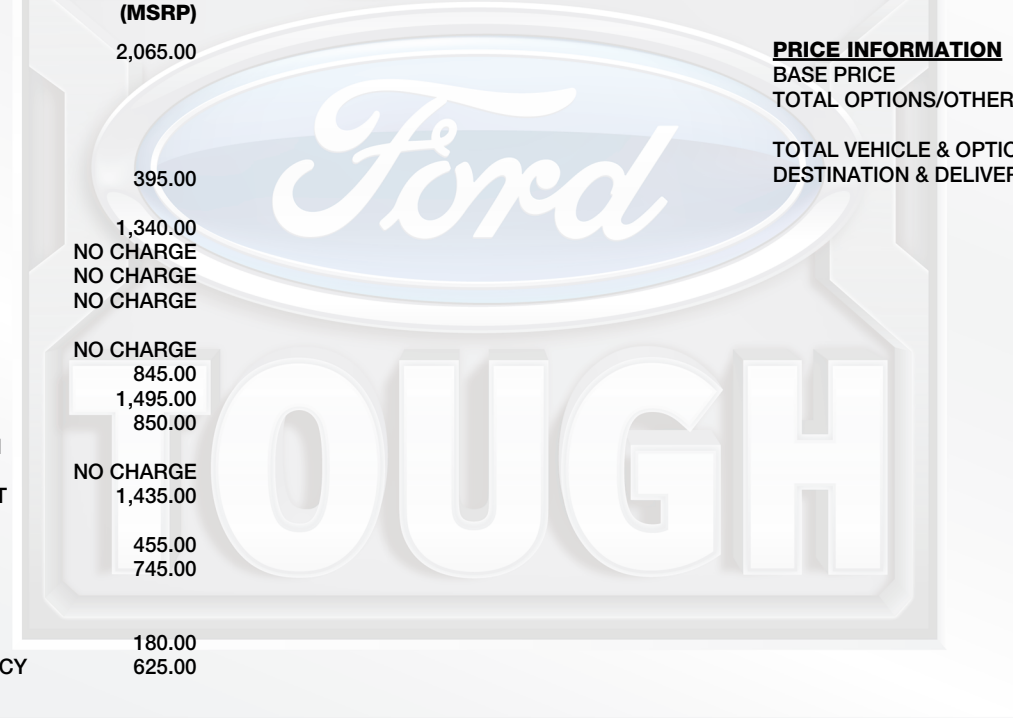 (MSRP)
2,065.00
395.00
1,340.00
NO CHARGE
NO CHARGE
NO CHARGE
NO CHARGE
845.00
1,495.00
850.00
NO CHARGE
T 1,435.00
455.00
745.00
180.00
CY 625.00
PRICE INFORMATION
BASE PRICE
TOTAL OPTIONS/OTHER
TOTAL VEHICLE & OPTIO
DESTINATION & DELIVER
Ford
TOUGH